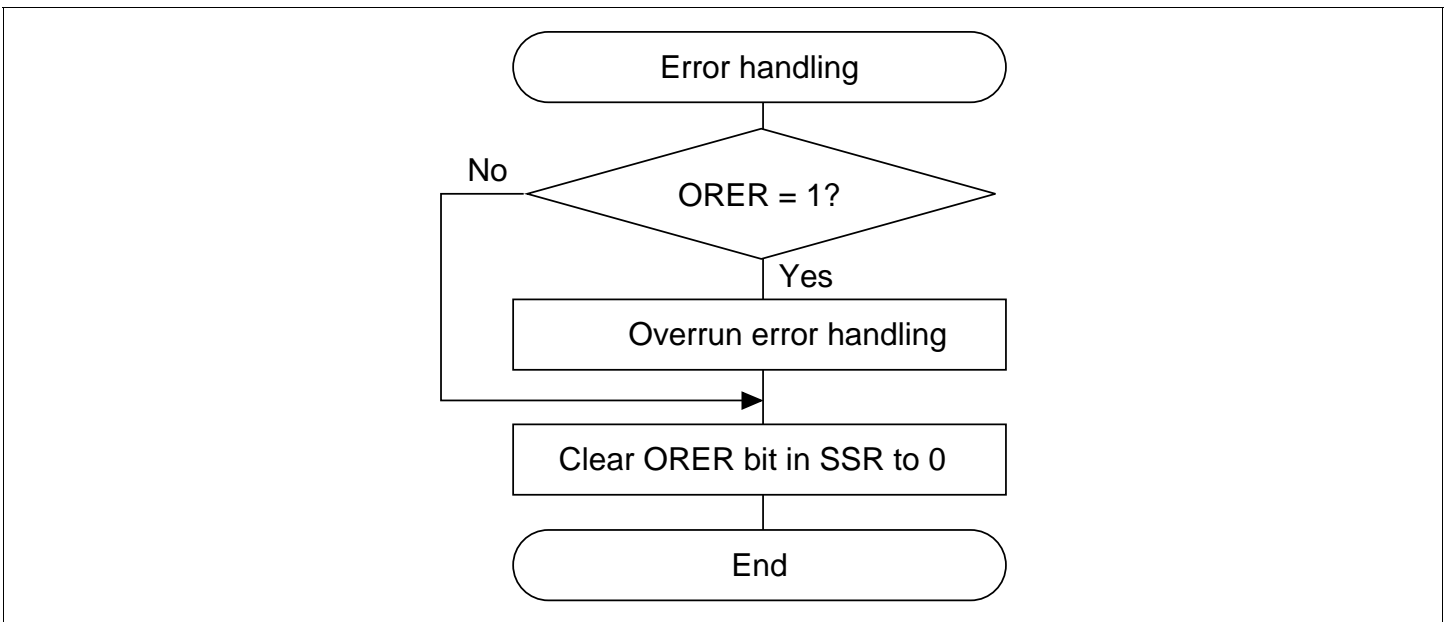 Error handling
No
ORER = 1?
Yes
Overrun error handling
Clear ORER bit in SSR to 0
End